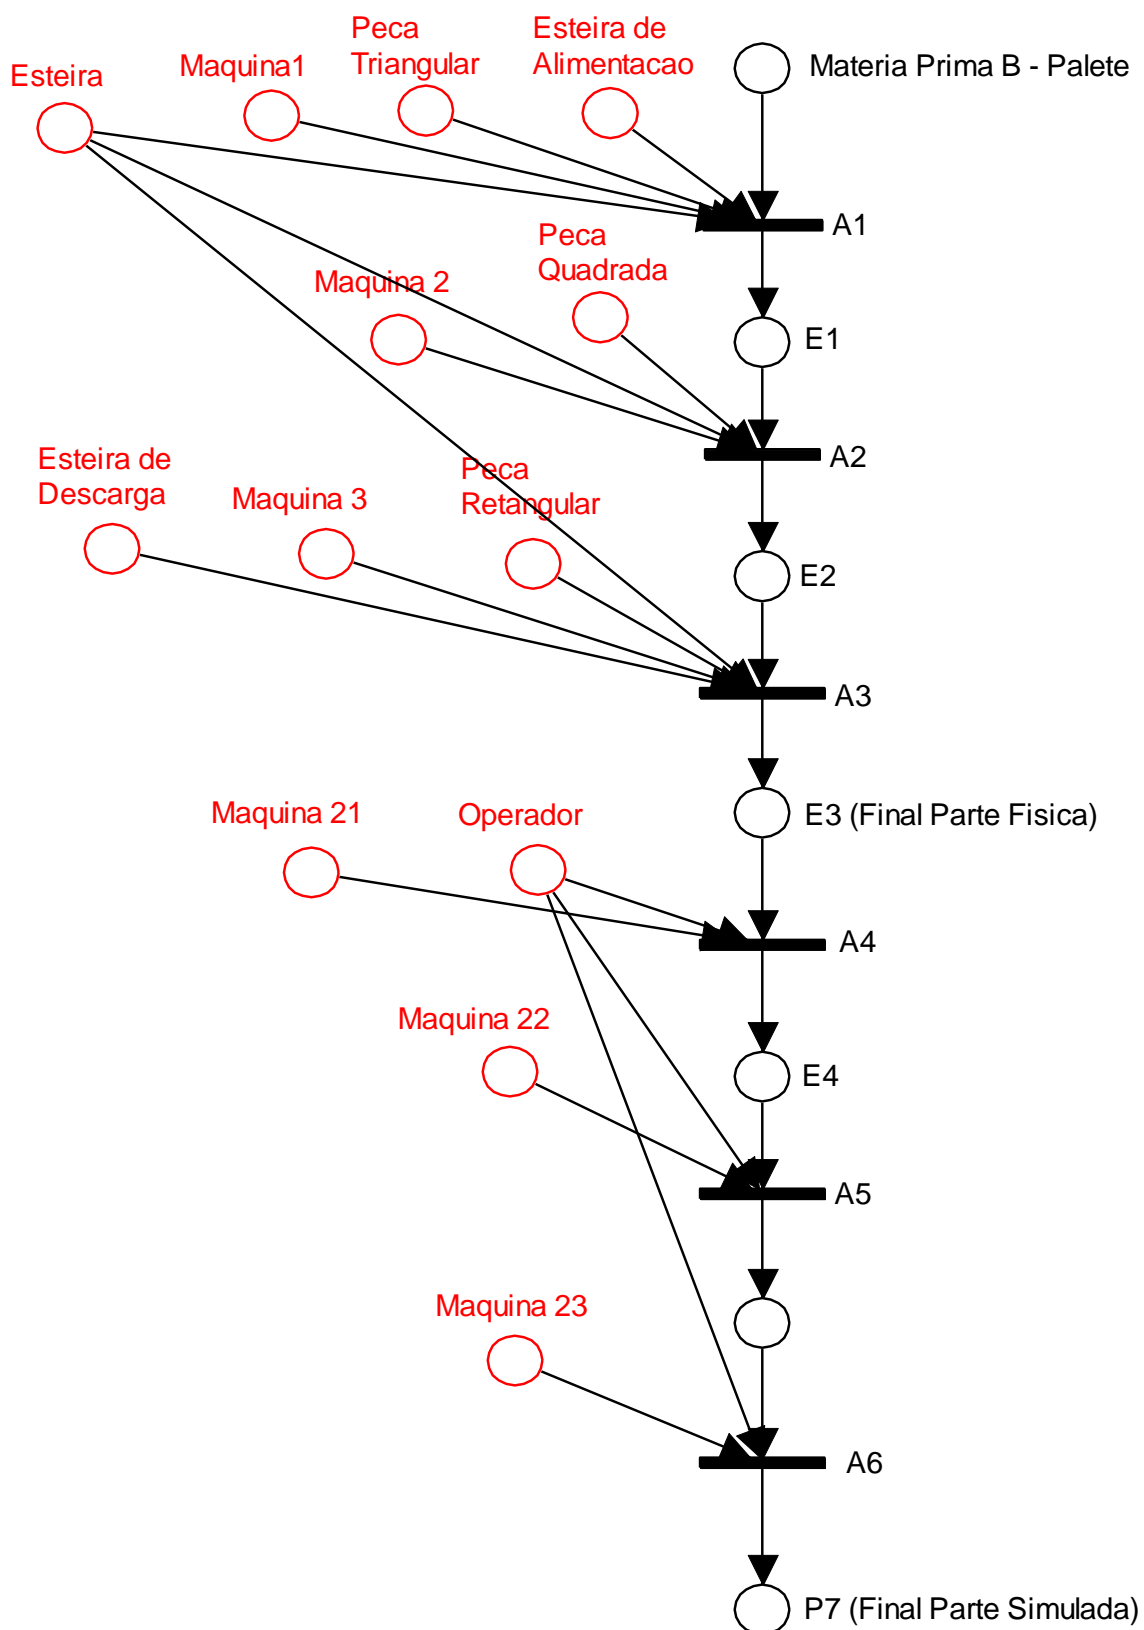 Peca
Triangular
Esteira de
Alimentacao
Materia Prima B - Palete
Esteira
Maquina1
A1
Peca
Quadrada
Maquina 2
E1
A2
Esteira de
Descarga
Maquina 3
Peca
Retangular
E2
A3
E3 (Final Parte Fisica)
Maquina 21
Operador
A4
Maquina 22
E4
A5
Maquina 23
A6
P7 (Final Parte Simulada)